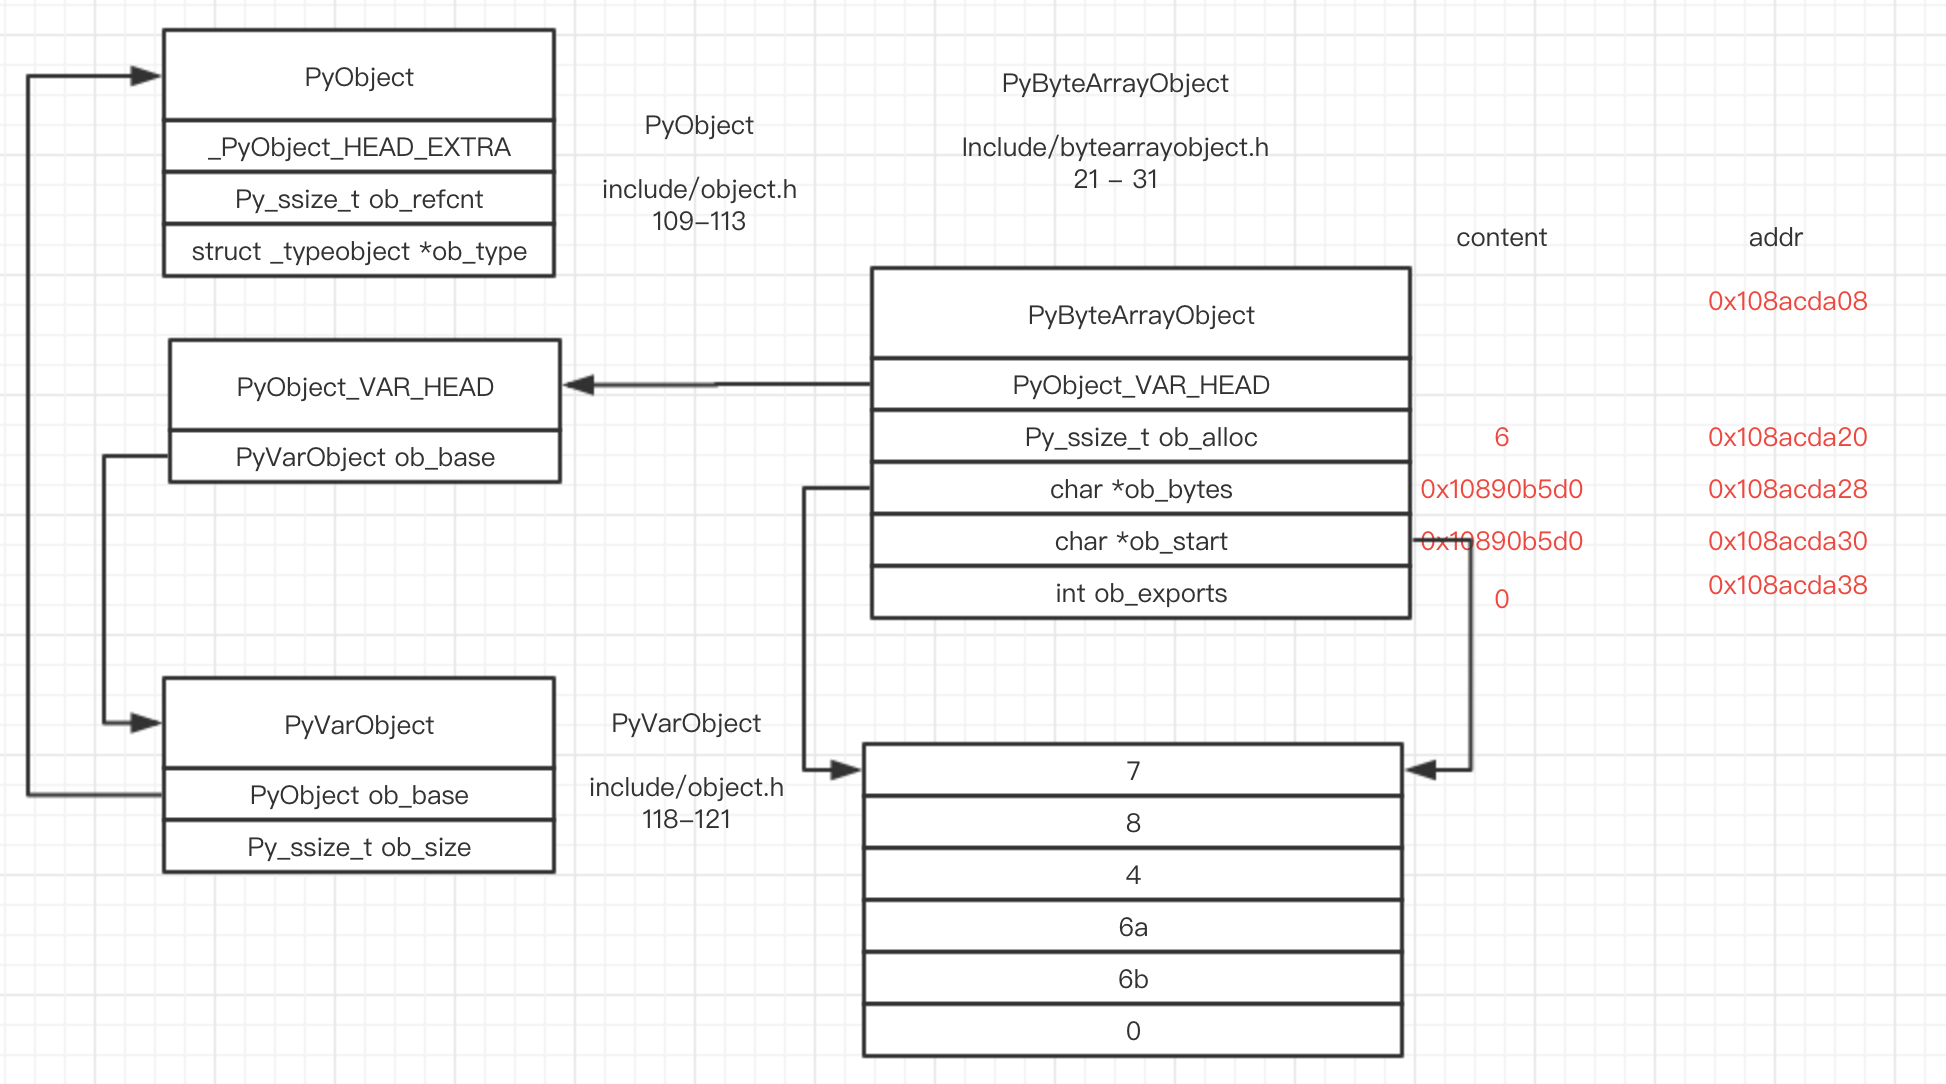 PyObject
_PyObject_HEAD_EXTRA
Py_ssize_t ob_refcnt
struct _typeobject *ob_type
PyObject
include/object.h
109–113
PyObject_VAR_HEAD
PyVarObject ob_base
PyVarObject
PyObject ob_base
Py_ssize_t ob_size
PyVarObject
include/object.h
118–121
PyByteArrayObject
Include/bytearrayobject.h
21 – 31
content addr
PyByteArrayObject 0x108acda08
PyObject_VAR_HEAD
Py_ssize_t ob_alloc 6 0x108acda20
char *ob_bytes 0x10890b5d0 0x108acda28
char *ob_start 0x10890b5d0 0x108acda30
int ob_exports 0 0x108acda38
7
8
4
6a
6b
0